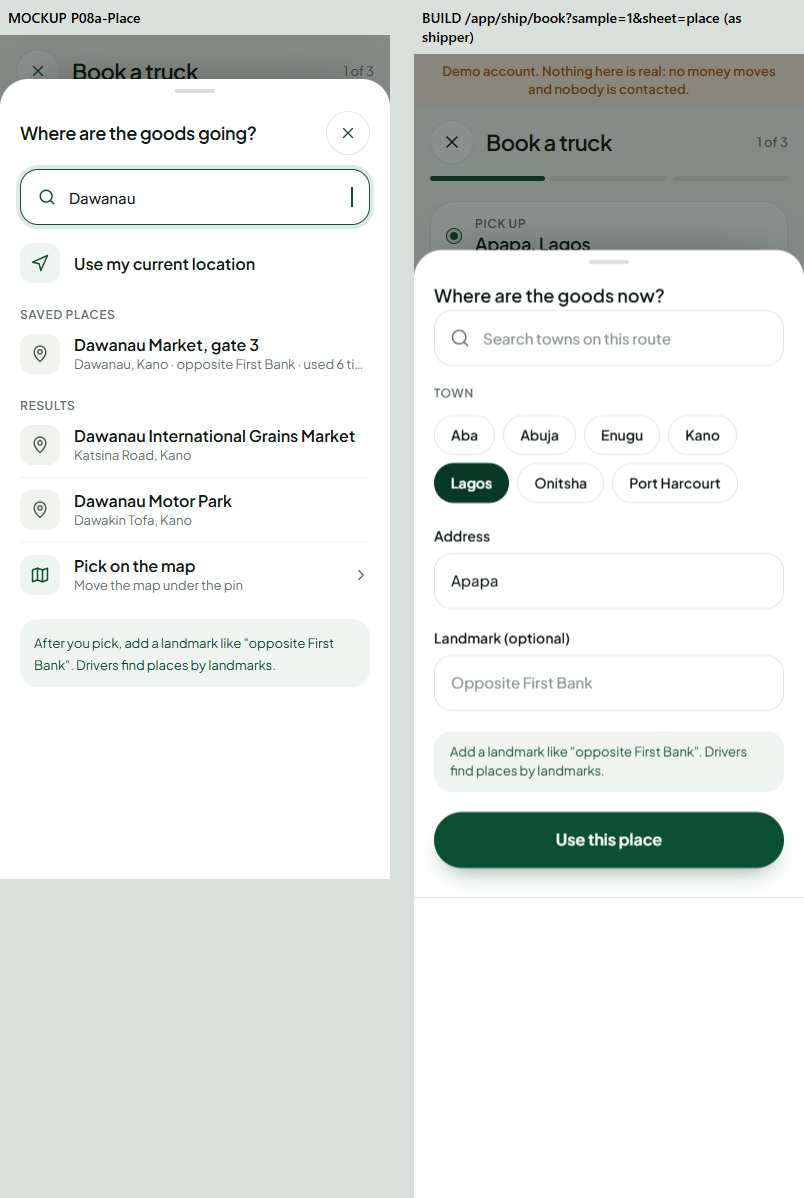 MOCKUP P08a-Place
Book a truck
1 of 3
Where are the goods going?
Dawanau
Use my current location
SAVED PLACES
Dawanau Market, gate 3
Dawanau, Kano · opposite First Bank · used 6 ti...
RESULTS
Dawanau International Grains Market
Katsina Road, Kano
Dawanau Motor Park
Dawakin Tofa, Kano
Pick on the map
Move the map under the pin
After you pick, add a landmark like "opposite First
Bank". Drivers find places by landmarks.
BUILD /app/ship/book?sample=1&sheet=place (as
shipper)
Demo account. Nothing here is real: no money moves
and nobody is contacted.
Book a truck
1 of 3
PICK UP
Apapa, Lagos
Where are the goods now?
Search towns on this route
TOWN
Aba
Abuja
Enugu
Kano
Lagos
Onitsha
Port Harcourt
Address
Apapa
Landmark (optional)
Opposite First Bank
Add a landmark like "opposite First Bank". Drivers
find places by landmarks.
Use this place